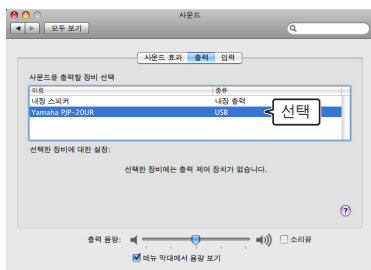 사운드
모두 보기
사운드 효과 출력 입력
사운드를 출력할 장비 선택
이름 종류
내장 스피커 내장 출력
Yamaha PJP-20UR USB
선택
선택한 장비에 대한 설정:
선택한 장비에는 출력 제어 장치가 없습니다.
?
출력 음량: 소리끔
메뉴 막대에서 음량 보기